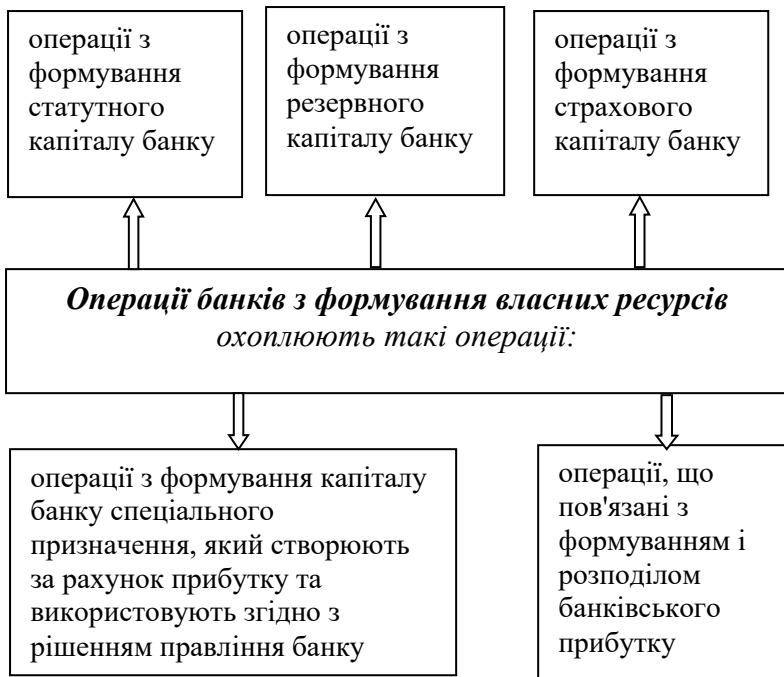 операції з
формування
статутного
капіталу банку
операції з
формування
резервного
капіталу банку
операції з
формування
страхового
капіталу банку
Операції банків з формування власних ресурсів
охоплюють такі операції:
операції з формування капіталу
банку спеціального
призначення, який створюють
за рахунок прибутку та
використовують згідно з
рішенням правління банку
операції, що
пов'язані з
формуванням і
розподілом
банківського
прибутку